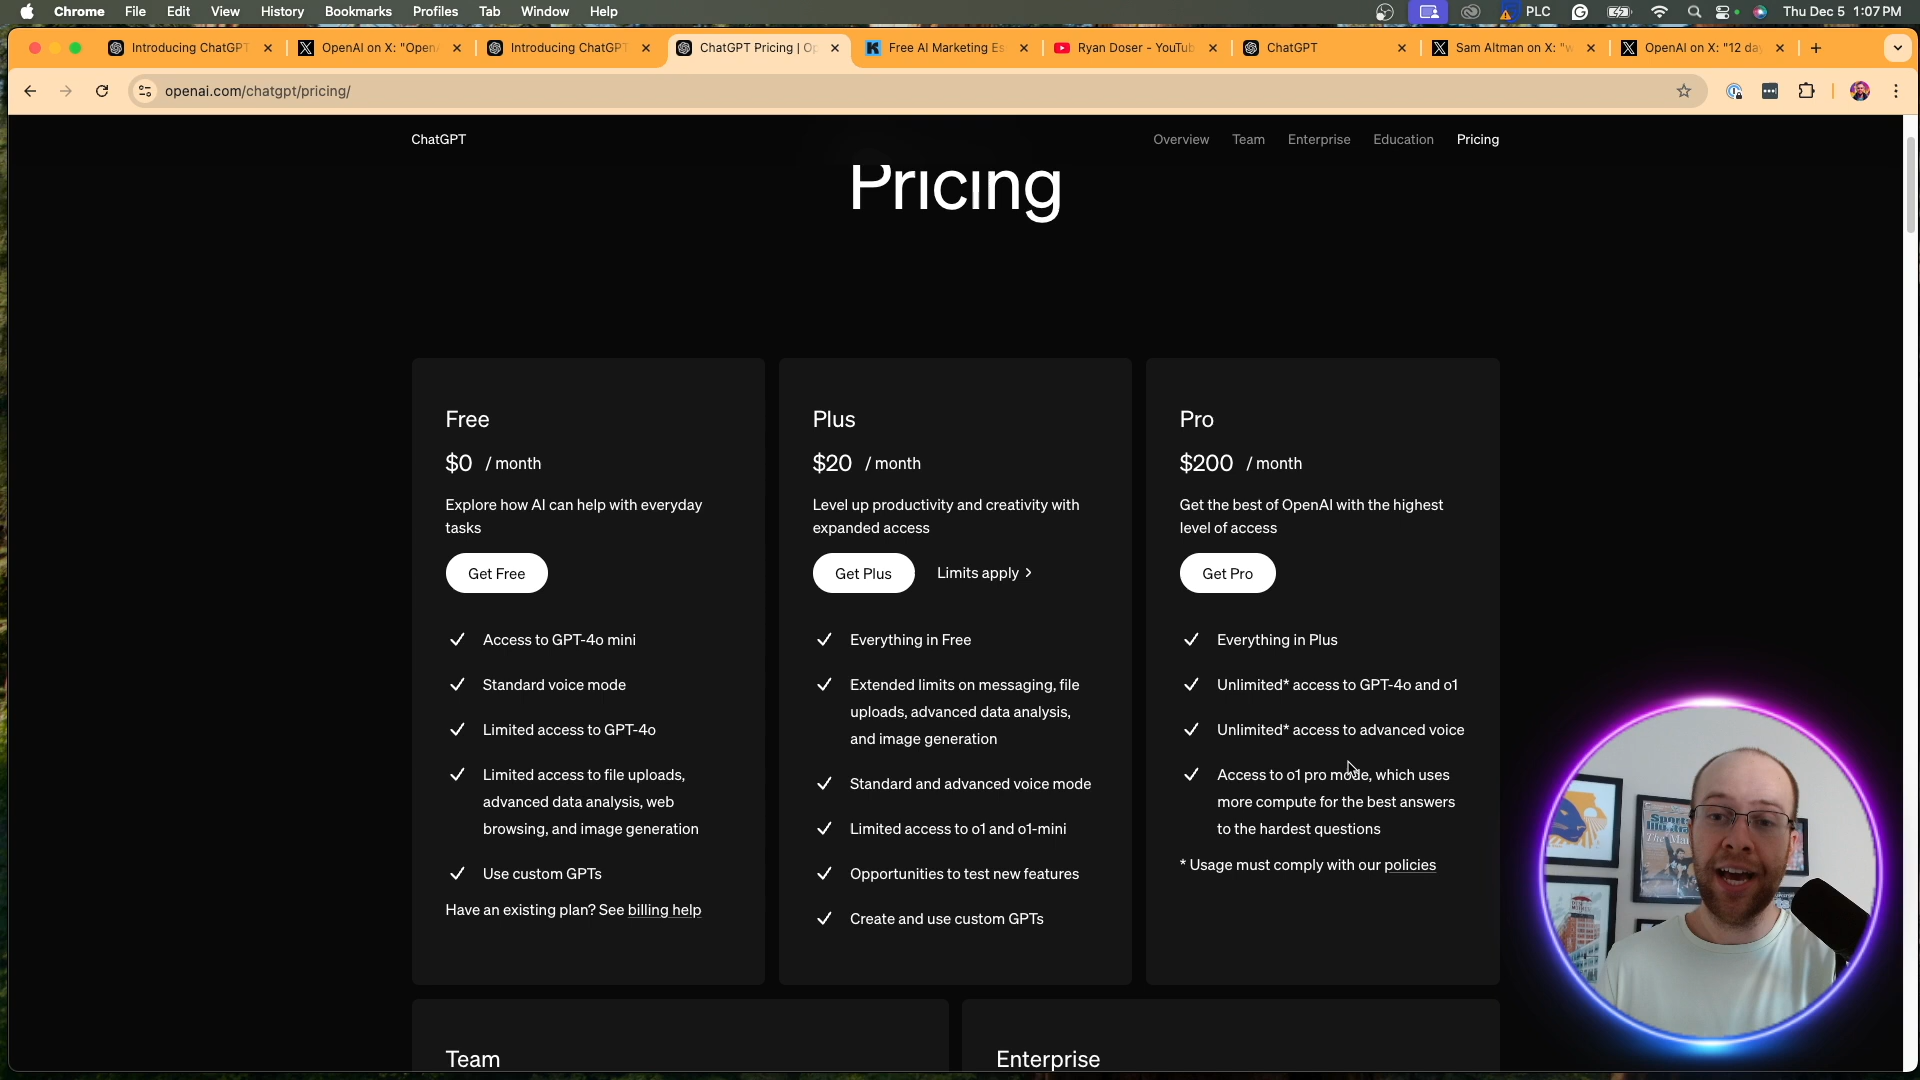 Chrome File Edit View History Bookmarks Profiles Tab Window Help PLC Thu Dec 5 1:07 PM
Introducing ChatGPT OpenAI on X: "Open Introducing ChatGPT ChatGPT Pricing | Op Free AI Marketing Es Ryan Doser - YouTub ChatGPT Sam Altman on X: "w OpenAI on X: "12 da
openai.com/chatgpt/pricing/
ChatGPT Overview Team Enterprise Education Pricing
Pricing
Free
$0 / month
Explore how AI can help with everyday
tasks
Get Free
Access to GPT-4o mini
Standard voice mode
Limited access to GPT-4o
Limited access to file uploads,
advanced data analysis, web
browsing, and image generation
Use custom GPTs
Have an existing plan? See billing help
Plus
$20 / month
Level up productivity and creativity with
expanded access
Get Plus Limits apply >
Everything in Free
Extended limits on messaging, file
uploads, advanced data analysis,
and image generation
Standard and advanced voice mode
Limited access to o1 and o1-mini
Opportunities to test new features
Create and use custom GPTs
Pro
$200 / month
Get the best of OpenAI with the highest
level of access
Get Pro
Everything in Plus
Unlimited* access to GPT-4o and o1
Unlimited* access to advanced voice
Access to o1 pro mode, which uses
more compute for the best answers
to the hardest questions
* Usage must comply with our policies
Team
Enterprise